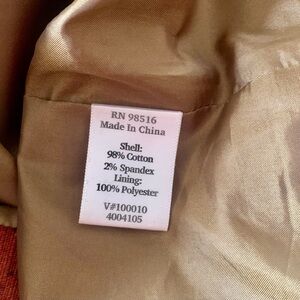 RN 98516
Made in China
Shell:
98% Cotton
2% Spandex
Lining:
100% Polyester
V#100010
4004105